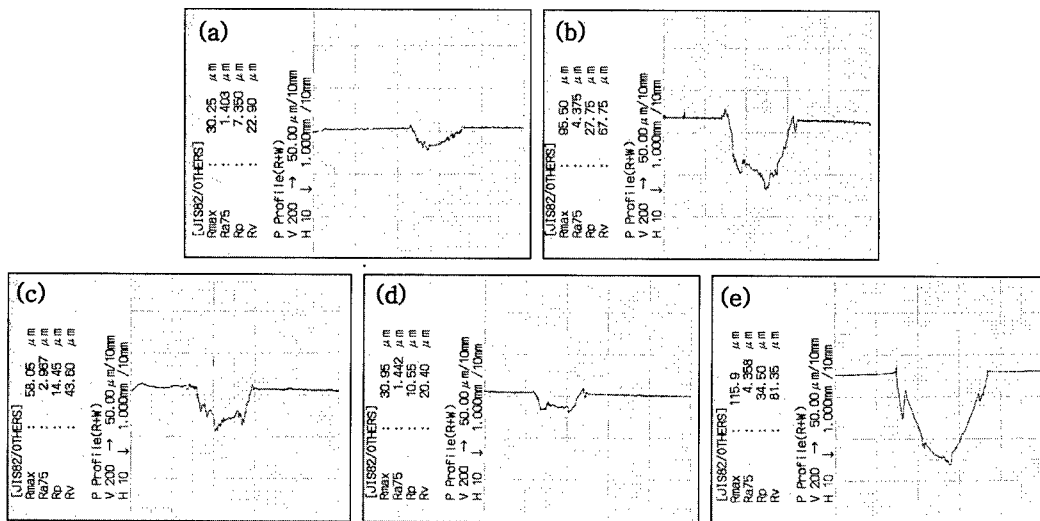 (a)
[JIS82/OTHERS]
Rmax : 30.25 μm
Ra75 : 1.403 μm
Rp : 7.350 μm
Rv : 22.90 μm
P Profile(R+W)
V 200 → 50.00μm/10mm
H 10 ↓ 1.000mm/10mm
(b)
[JIS82/OTHERS]
Rmax : 95.50 μm
Ra75 : 4.375 μm
Rp : 27.75 μm
Rv : 67.75 μm
P Profile(R+W)
V 200 → 50.00μm/10mm
H 10 ↓ 1.000mm/10mm
(c)
[JIS82/OTHERS]
Rmax : 58.05 μm
Ra75 : 2.987 μm
Rp : 14.45 μm
Rv : 43.60 μm
P Profile(R+W)
V 200 → 50.00μm/10mm
H 10 ↓ 1.000mm/10mm
(d)
[JIS82/OTHERS]
Rmax : 30.95 μm
Ra75 : 1.442 μm
Rp : 10.55 μm
Rv : 20.40 μm
P Profile(R+W)
V 200 → 50.00μm/10mm
H 10 ↓ 1.000mm/10mm
(e)
[JIS82/OTHERS]
Rmax : 115.9 μm
Ra75 : 4.358 μm
Rp : 34.50 μm
Rv : 81.35 μm
P Profile(R+W)
V 200 → 50.00μm/10mm
H 10 ↓ 1.000mm/10mm